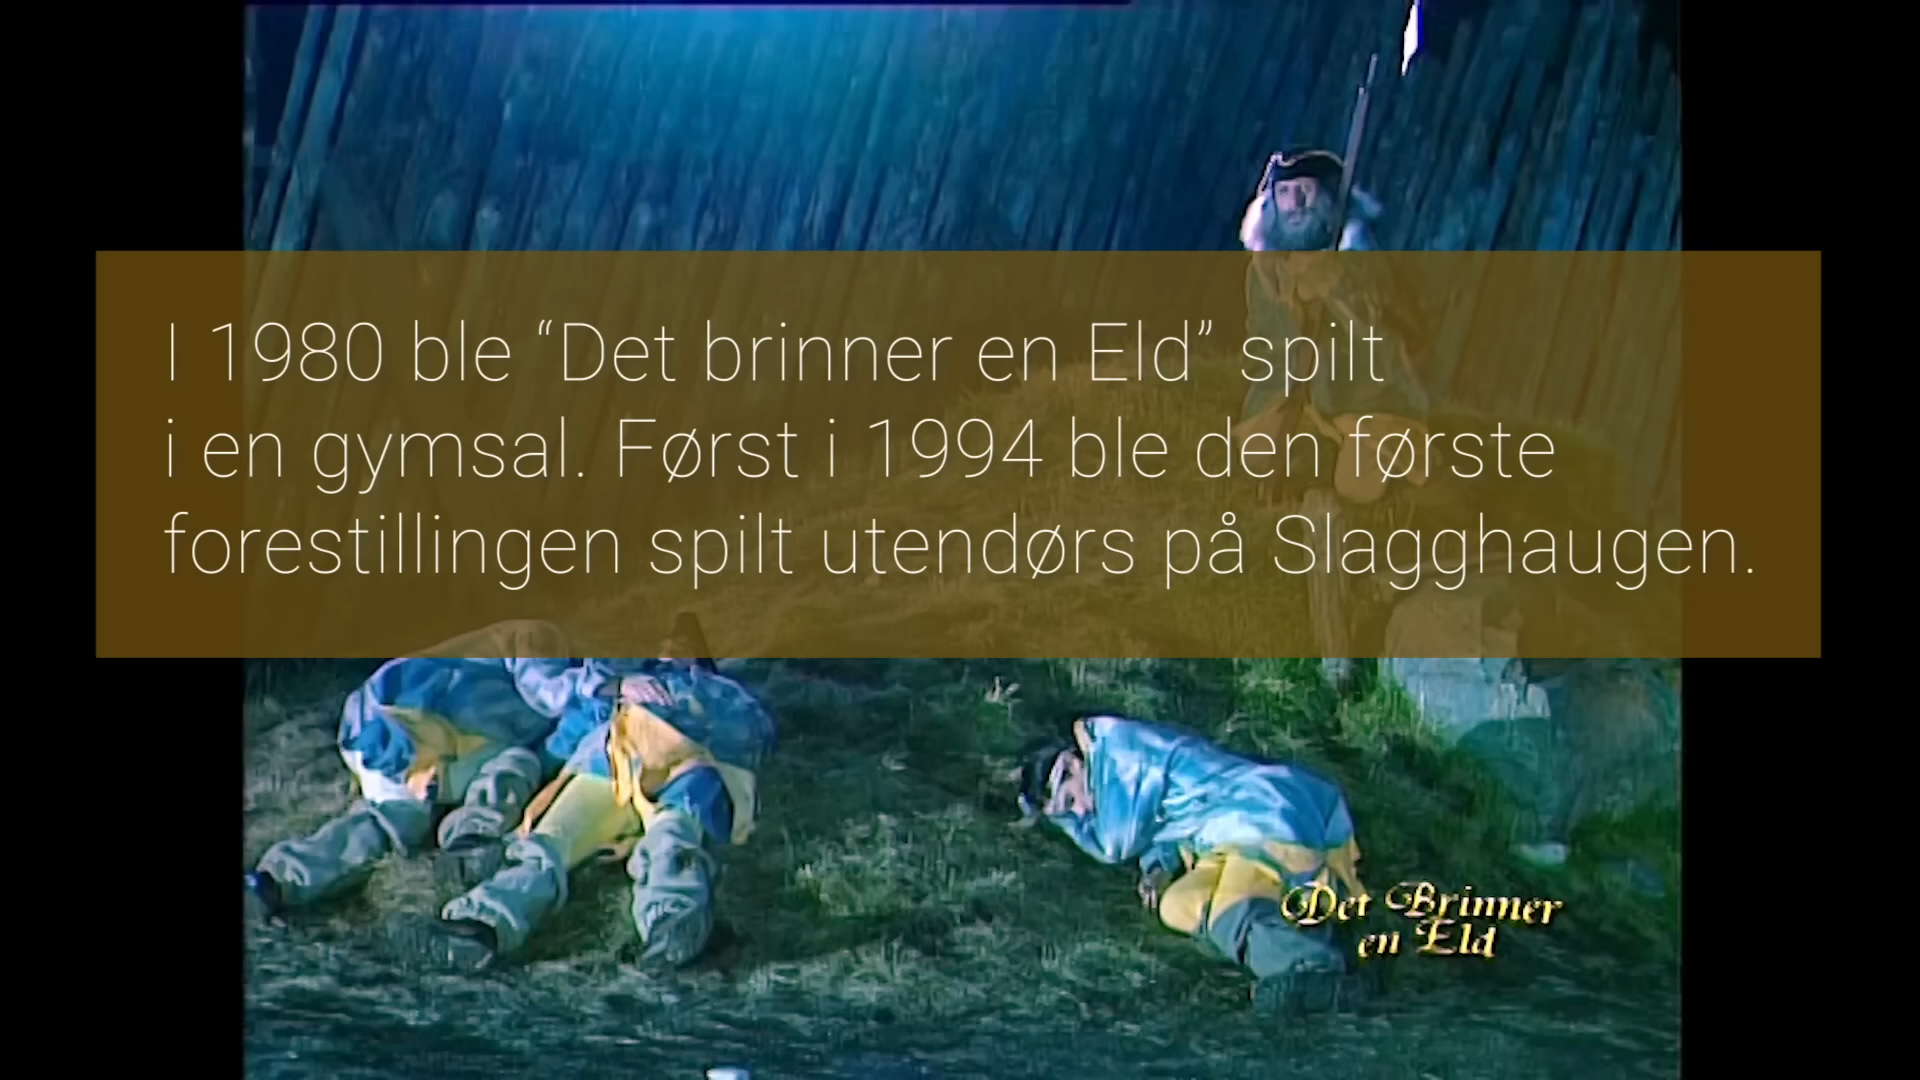 I 1980 ble “Det brinner en Eld” spilt
i en gymsal. Først i 1994 ble den første
forestillingen spilt utendørs på Slagghaugen.
Det Brinner
en Eld